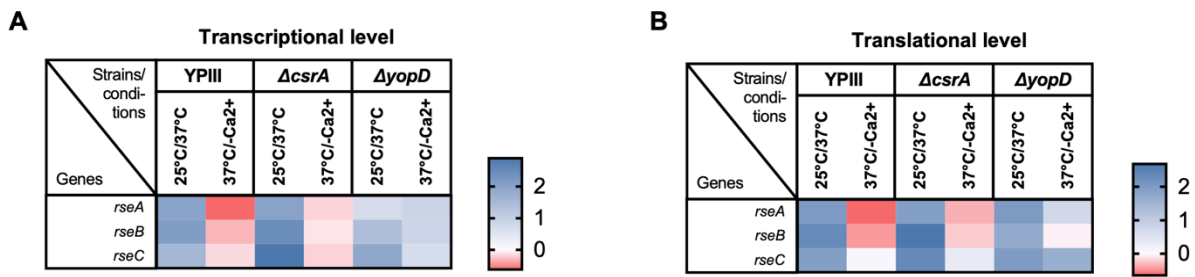 A
Transcriptional level
Strains/
condi-
tions
Genes
YPIII
ΔcsrA
ΔyopD
25°C/37°C
37°C/-Ca2+
25°C/37°C
37°C/-Ca2+
25°C/37°C
37°C/-Ca2+
rseA
rseB
rseC
2
1
0
B
Translational level
Strains/
condi-
tions
Genes
YPIII
ΔcsrA
ΔyopD
25°C/37°C
37°C/-Ca2+
25°C/37°C
37°C/-Ca2+
25°C/37°C
37°C/-Ca2+
rseA
rseB
rseC
2
1
0